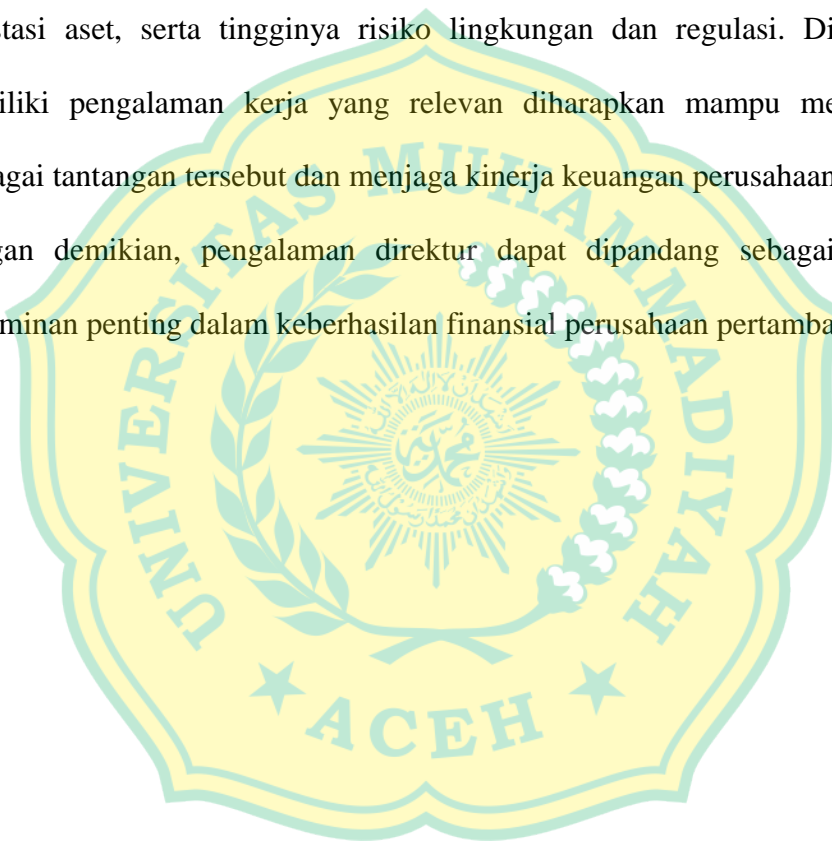 stasi aset, serta tingginya risiko lingkungan dan regulasi. Di
iliki pengalaman kerja yang relevan diharapkan mampu me
agai tantangan tersebut dan menjaga kinerja keuangan perusahaan
gan demikian, pengalaman direktur dapat dipandang sebagai
minan penting dalam keberhasilan finansial perusahaan pertamba
UNIVERSITAS MUHAMMADIYAH
ACEH